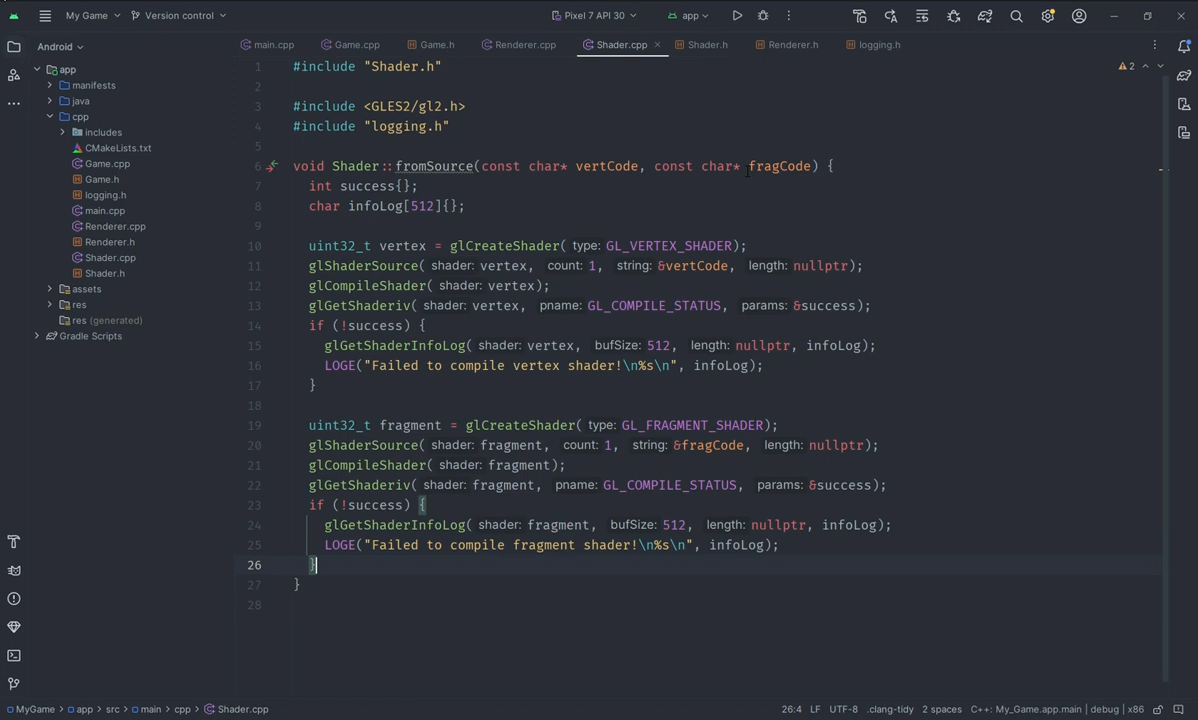 My Game Version control Pixel 7 API 30 app
Android main.cpp Game.cpp Game.h Renderer.cpp Shader.cpp Shader.h Renderer.h logging.h
app
manifests
java
cpp
includes
CMakeLists.txt
Game.cpp
Game.h
logging.h
main.cpp
Renderer.cpp
Renderer.h
Shader.cpp
Shader.h
assets
res
res (generated)
Gradle Scripts
2
1 #include "Shader.h"
2
3 #include <GLES2/gl2.h>
4 #include "logging.h"
5
6 void Shader::fromSource(const char* vertCode, const char* fragCode) {
7 int success{};
8 char infoLog[512]{};
9
10 uint32_t vertex = glCreateShader( type: GL_VERTEX_SHADER);
11 glShaderSource( shader: vertex, count: 1, string: &vertCode, length: nullptr);
12 glCompileShader( shader: vertex);
13 glGetShaderiv( shader: vertex, pname: GL_COMPILE_STATUS, params: &success);
14 if (!success) {
15 glGetShaderInfoLog( shader: vertex, bufSize: 512, length: nullptr, infoLog);
16 LOGE("Failed to compile vertex shader!\n%s\n", infoLog);
17 }
18
19 uint32_t fragment = glCreateShader( type: GL_FRAGMENT_SHADER);
20 glShaderSource( shader: fragment, count: 1, string: &fragCode, length: nullptr);
21 glCompileShader( shader: fragment);
22 glGetShaderiv( shader: fragment, pname: GL_COMPILE_STATUS, params: &success);
23 if (!success) {
24 glGetShaderInfoLog( shader: fragment, bufSize: 512, length: nullptr, infoLog);
25 LOGE("Failed to compile fragment shader!\n%s\n", infoLog);
26 }
27 }
28
MyGame app src main cpp Shader.cpp 26:4 LF UTF-8 .clang-tidy 2 spaces C++: My_Game.app.main | debug | x86